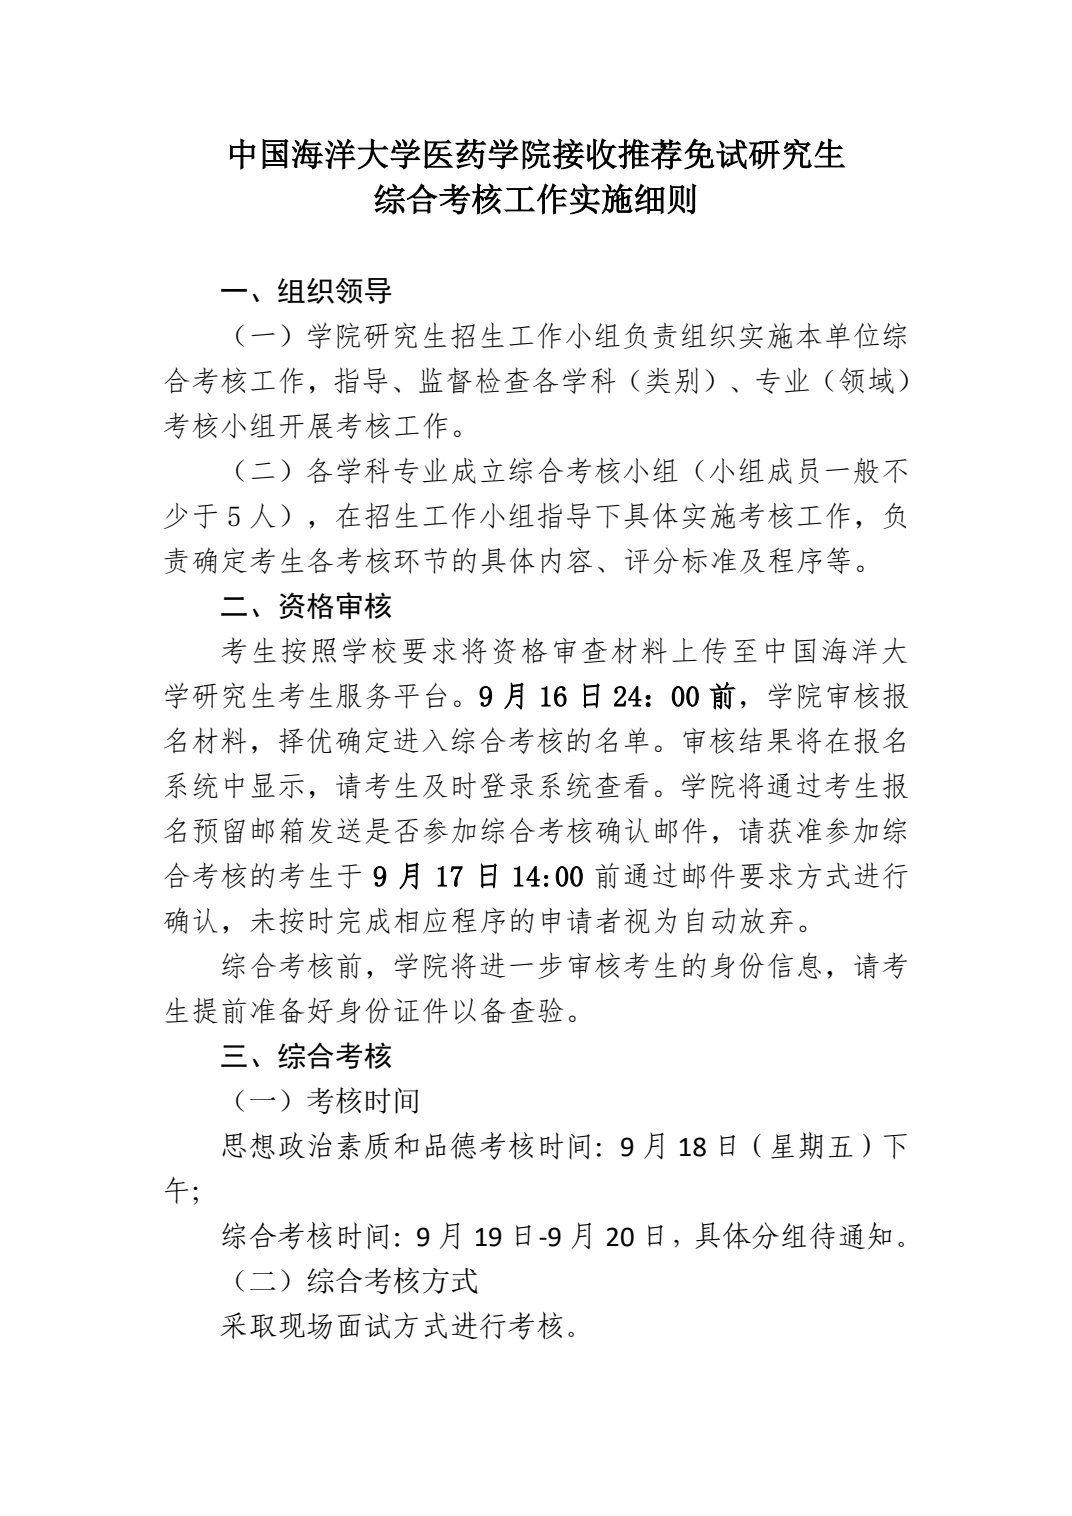 中国海洋大学医药学院接收推荐免试研究生
综合考核工作实施细则
一、组织领导
（一）学院研究生招生工作小组负责组织实施本单位综
合考核工作，指导、监督检查各学科（类别）、专业（领域）
考核小组开展考核工作。
（二）各学科专业成立综合考核小组（小组成员一般不
少于 5 人），在招生工作小组指导下具体实施考核工作，负
责确定考生各考核环节的具体内容、评分标准及程序等。
二、资格审核
考生按照学校要求将资格审查材料上传至中国海洋大
学研究生考生服务平台。9 月 16 日 24：00 前，学院审核报
名材料，择优确定进入综合考核的名单。审核结果将在报名
系统中显示，请考生及时登录系统查看。学院将通过考生报
名预留邮箱发送是否参加综合考核确认邮件，请获准参加综
合考核的考生于 9 月 17 日 14:00 前通过邮件要求方式进行
确认，未按时完成相应程序的申请者视为自动放弃。
综合考核前，学院将进一步审核考生的身份信息，请考
生提前准备好身份证件以备查验。
三、综合考核
（一）考核时间
思想政治素质和品德考核时间：9 月 18 日（星期五）下
午；
综合考核时间：9 月 19 日-9 月 20 日，具体分组待通知。
（二）综合考核方式
采取现场面试方式进行考核。